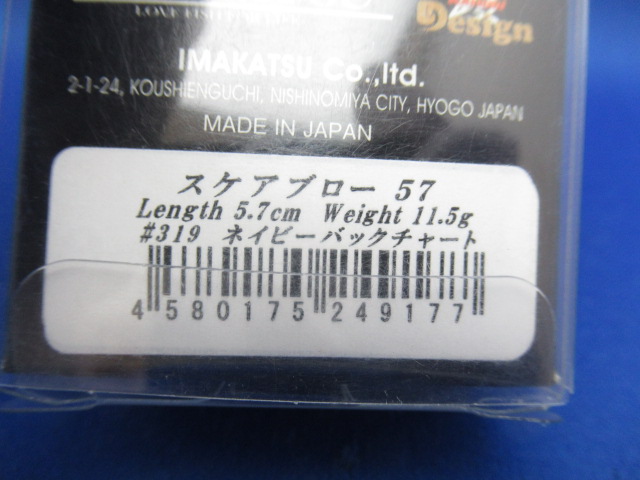 Design
IMAKATSU Co.,ltd.
2-1-24, KOUSHIENGUCHI, NISHINOMIYA CITY, HYOGO JAPAN
MADE IN JAPAN
スケアブロー 57
Length 5.7cm Weight 11.5g
#319 ネイビーバックチャート
4 580175 249177